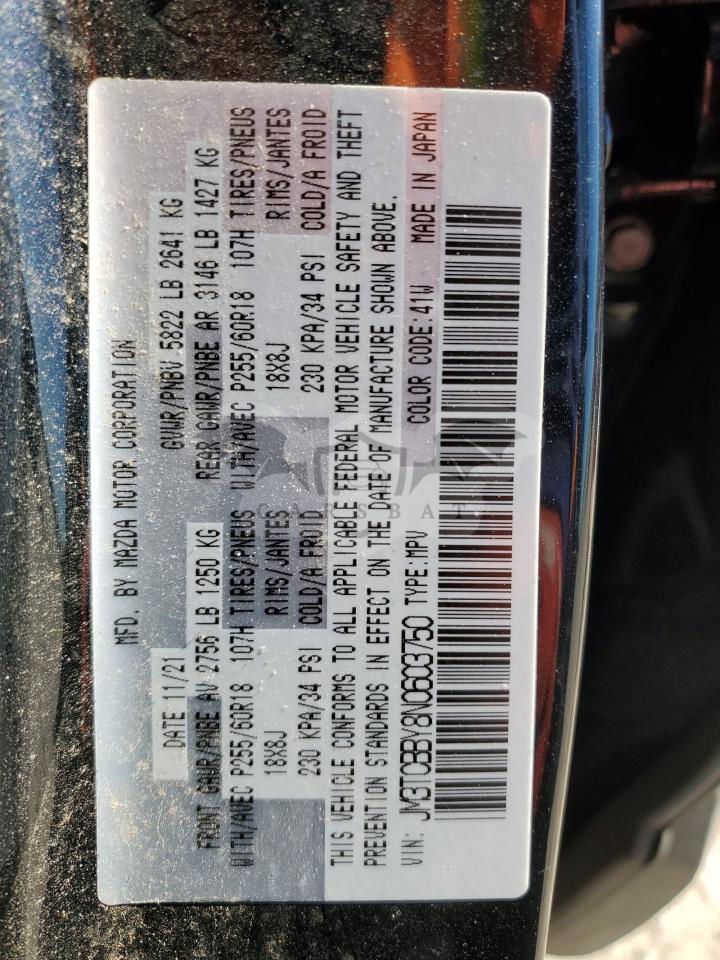 MFD. BY MAZDA MOTOR CORPORATION
DATE 11/21 GVWR/PNBV 5822 LB 2641 KG
FRONT GAWR/PNBE AV 2756 LB 1250 KG REAR GAWR/PNBE AR 3146 LB 1427 KG
WITH/AVEC P255/60R18 107H TIRES/PNEUS WITH/AVEC P255/60R18 107H TIRES/PNEUS
18X8J RIMS/JANTES 18X8J RIMS/JANTES
230 KPA/34 PSI COLD/A FROID 230 KPA/34 PSI COLD/A FROID
THIS VEHICLE CONFORMS TO ALL APPLICABLE FEDERAL MOTOR VEHICLE SAFETY AND THEFT
PREVENTION STANDARDS IN EFFECT ON THE DATE OF MANUFACTURE SHOWN ABOVE.
VIN: JM3TCBBY8N0603750 TYPE:MPV COLOR CODE:41W MADE IN JAPAN
CARSBAT